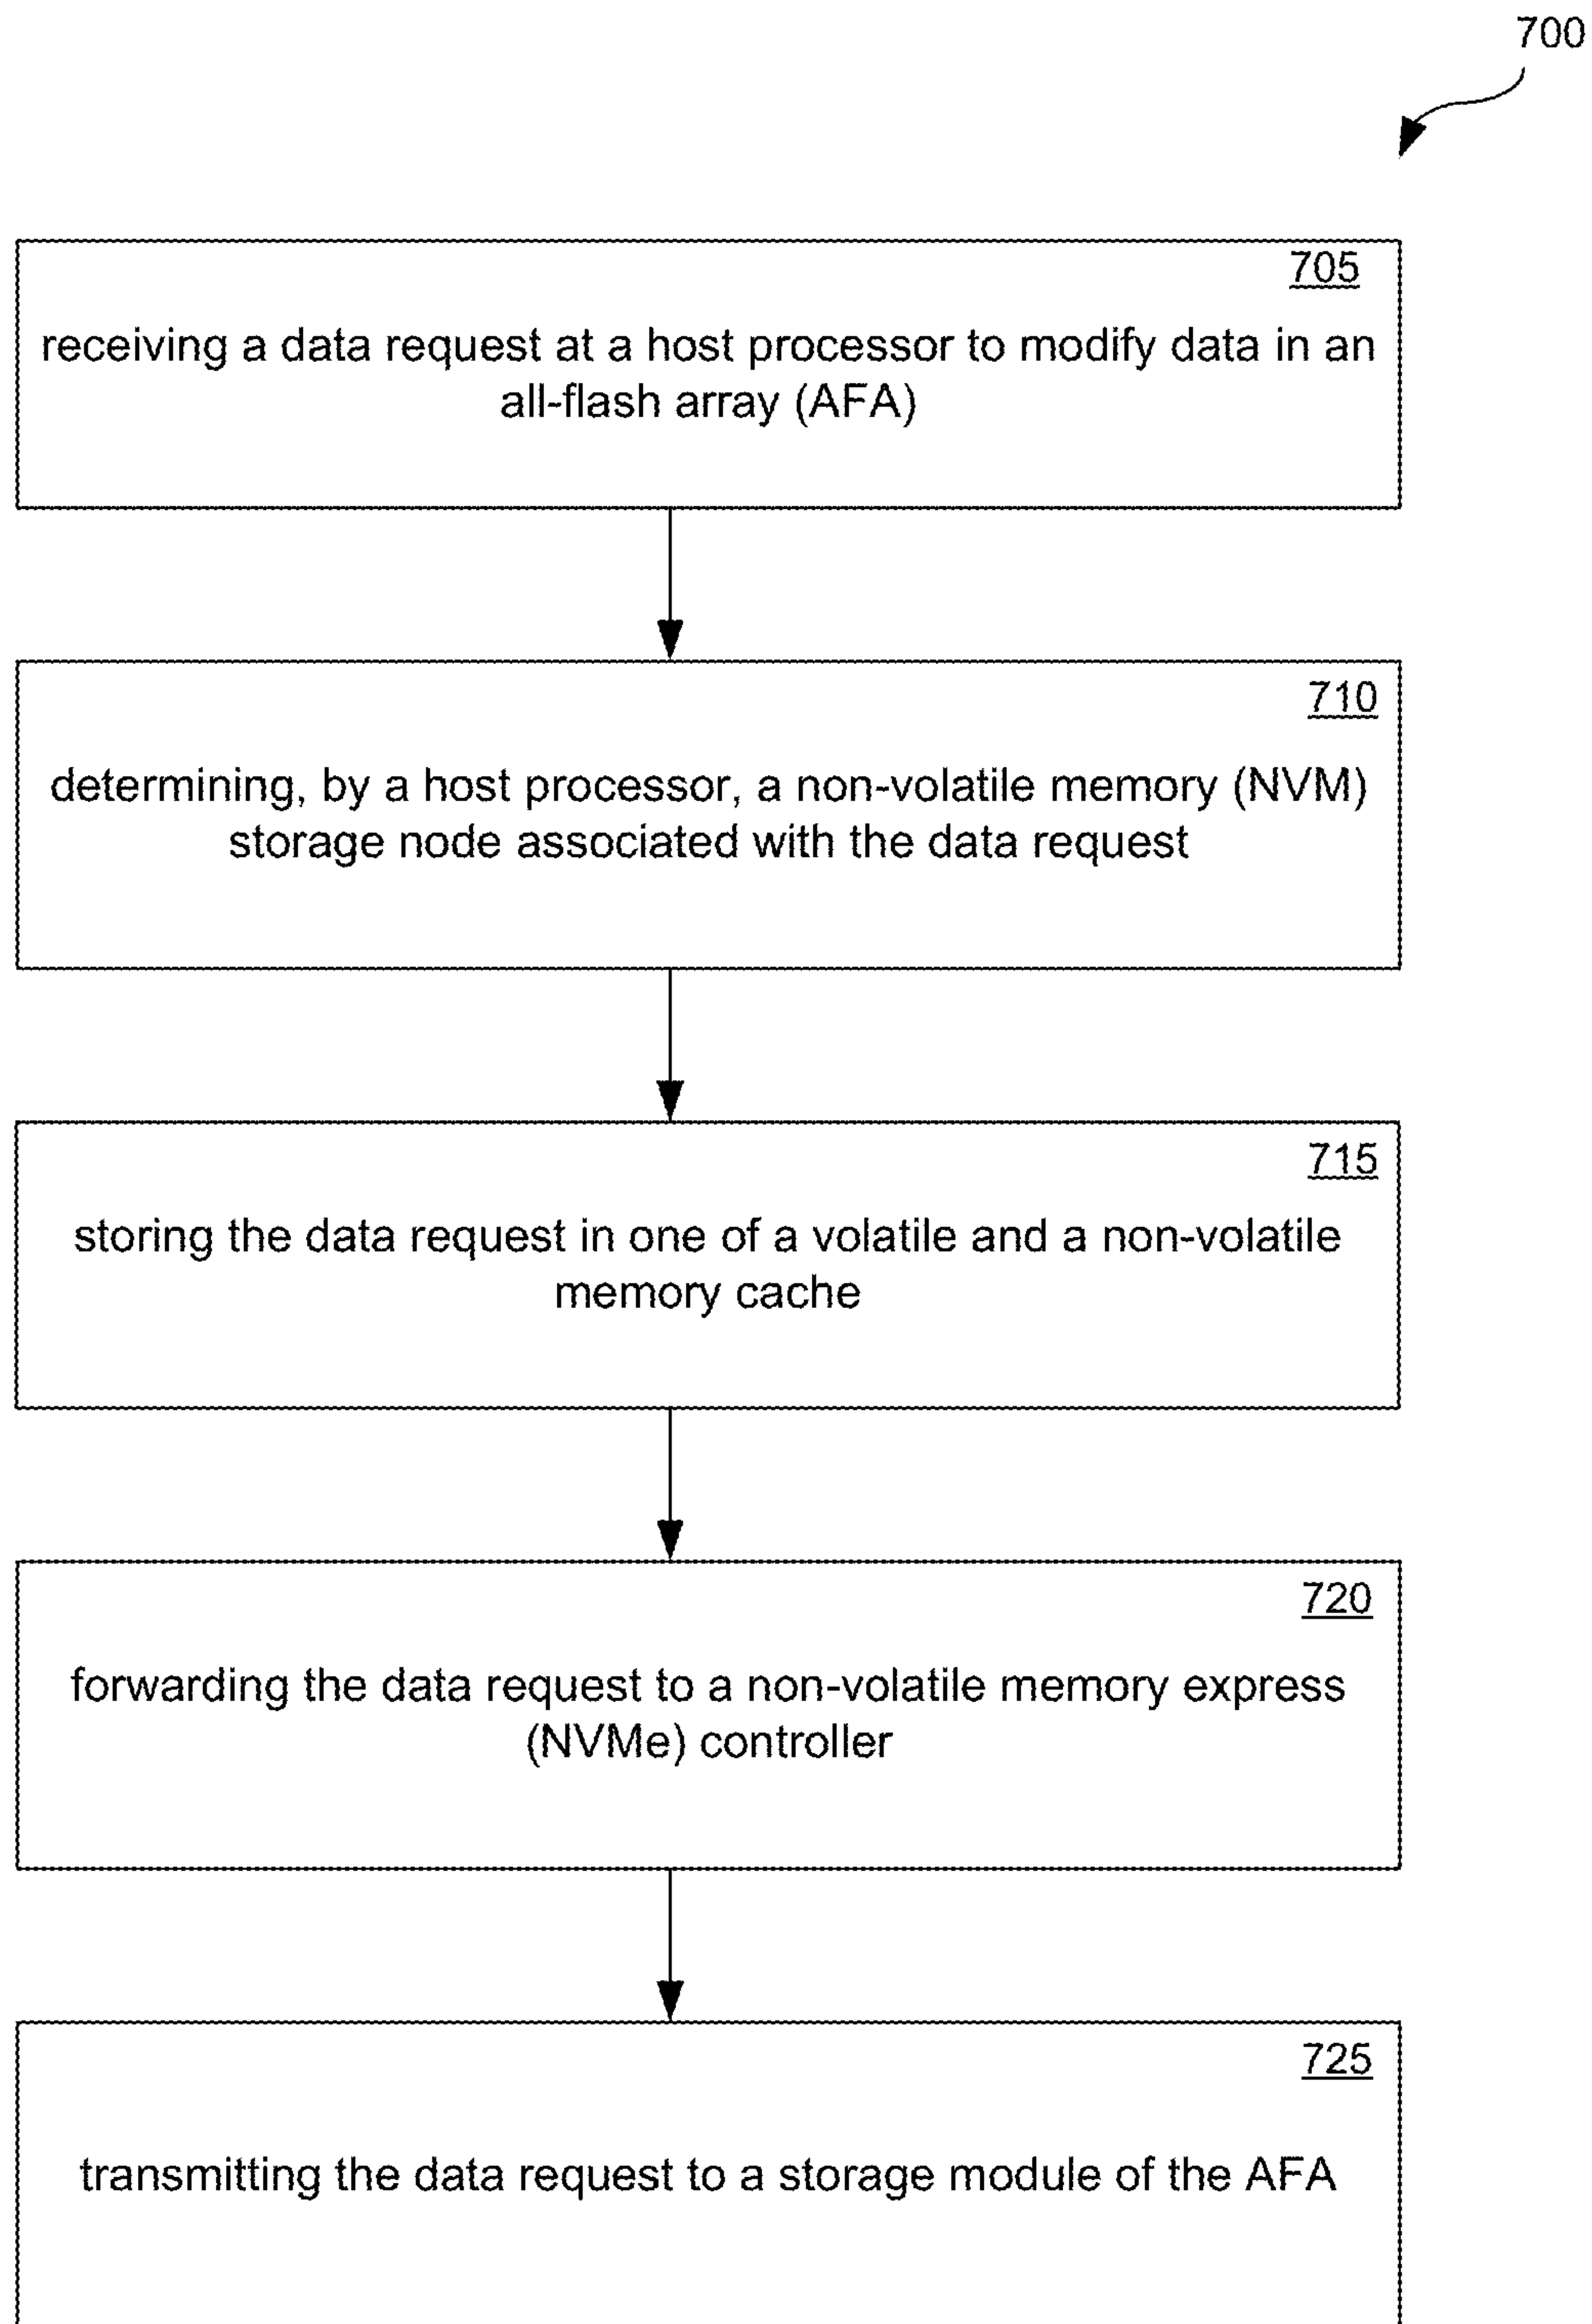 700
705
receiving a data request at a host processor to modify data in an
all-flash array (AFA)
710
determining, by a host processor, a non-volatile memory (NVM)
storage node associated with the data request
715
storing the data request in one of a volatile and a non-volatile
memory cache
720
forwarding the data request to a non-volatile memory express
(NVMe) controller
725
transmitting the data request to a storage module of the AFA